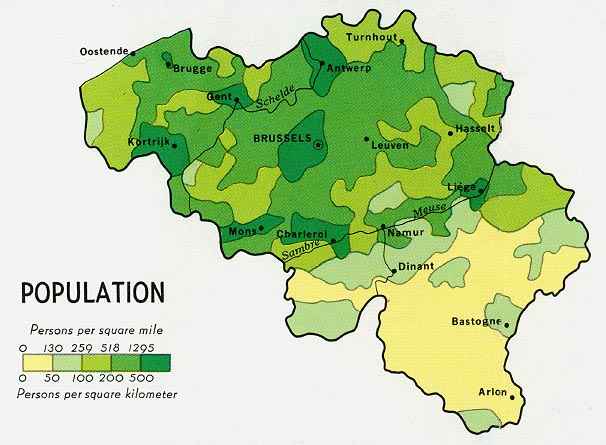 Turnhout
Oostende
Brugge
Antwerp
Gent
Schelde
Kortrijk
BRUSSELS
Leuven
Hasselt
Liége
Meuse
Mons
Charleroi
Namur
Sambre
Dinant
Bastogne
Arlon
POPULATION
Persons per square mile
0 130 259 518 1295
0 50 100 200 500
Persons per square kilometer